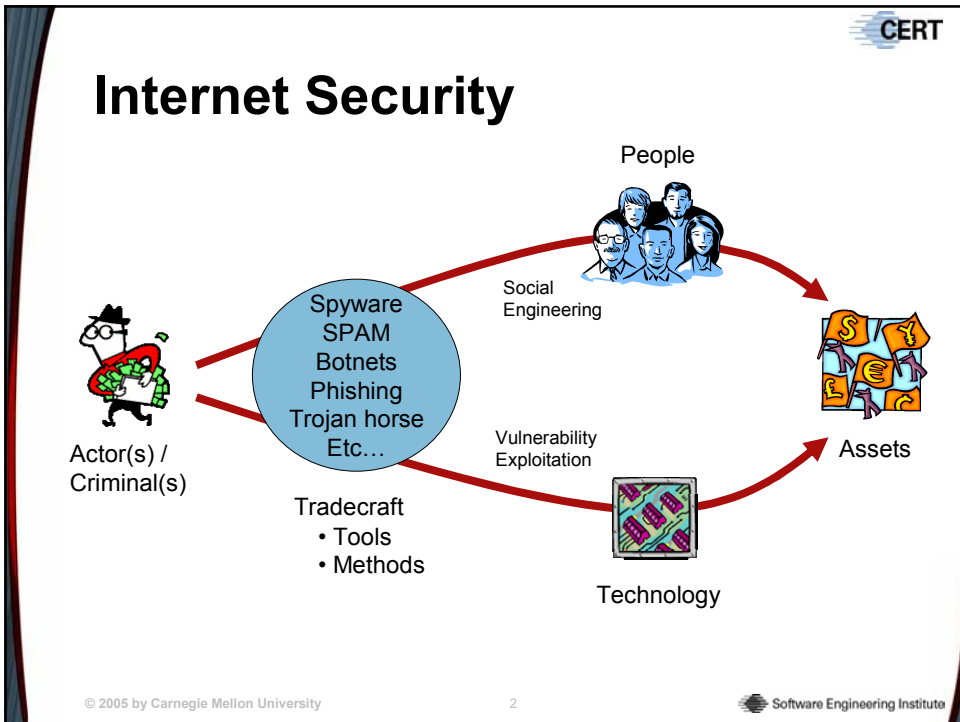 CERT
Internet Security
People
Social
Engineering
Spyware
SPAM
Botnets
Phishing
Trojan horse
Etc…
$
¥
€
£
Vulnerability
Exploitation
Assets
Actor(s) /
Criminal(s)
Tradecraft
• Tools
• Methods
Technology
© 2005 by Carnegie Mellon University
2
Software Engineering Institute